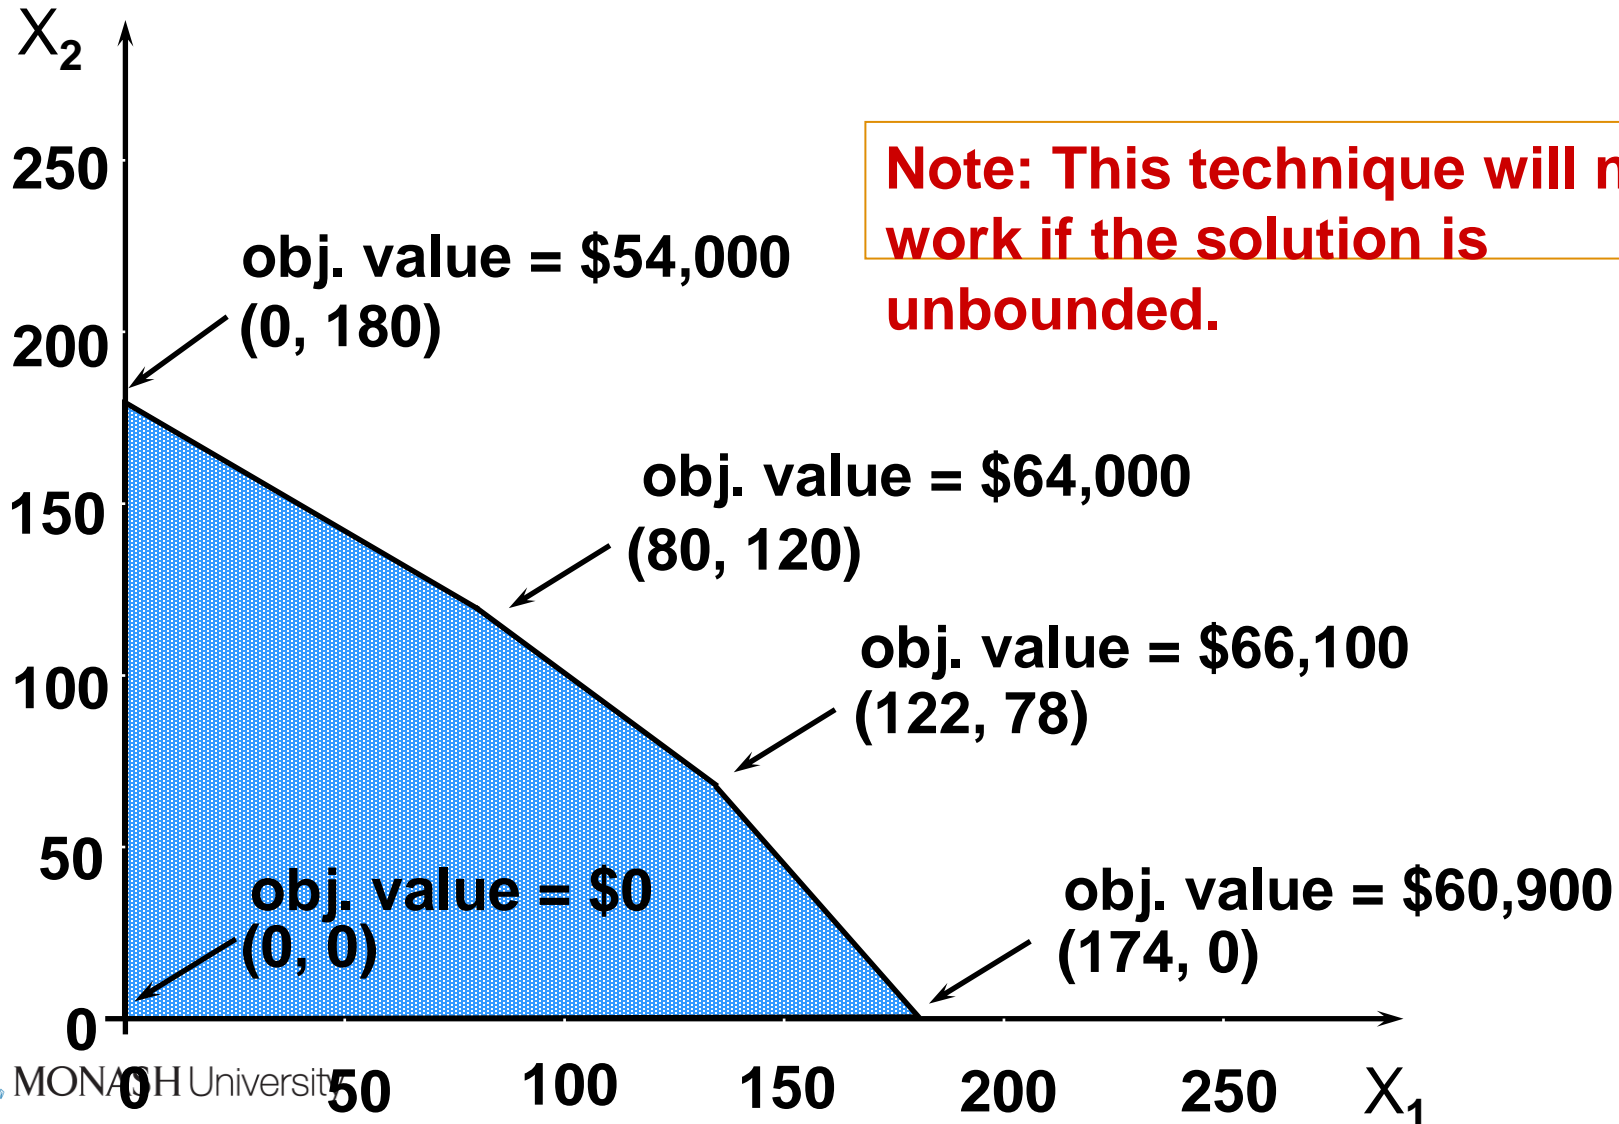 X2
250
Note: This technique will n
work if the solution is
unbounded.
obj. value = $54,000
(0, 180)
200
obj. value = $64,000
(80, 120)
150
obj. value = $66,100
(122, 78)
100
50
obj. value = $0
(0, 0)
obj. value = $60,900
(174, 0)
0
MONASH University
0 50 100 150 200 250 X1